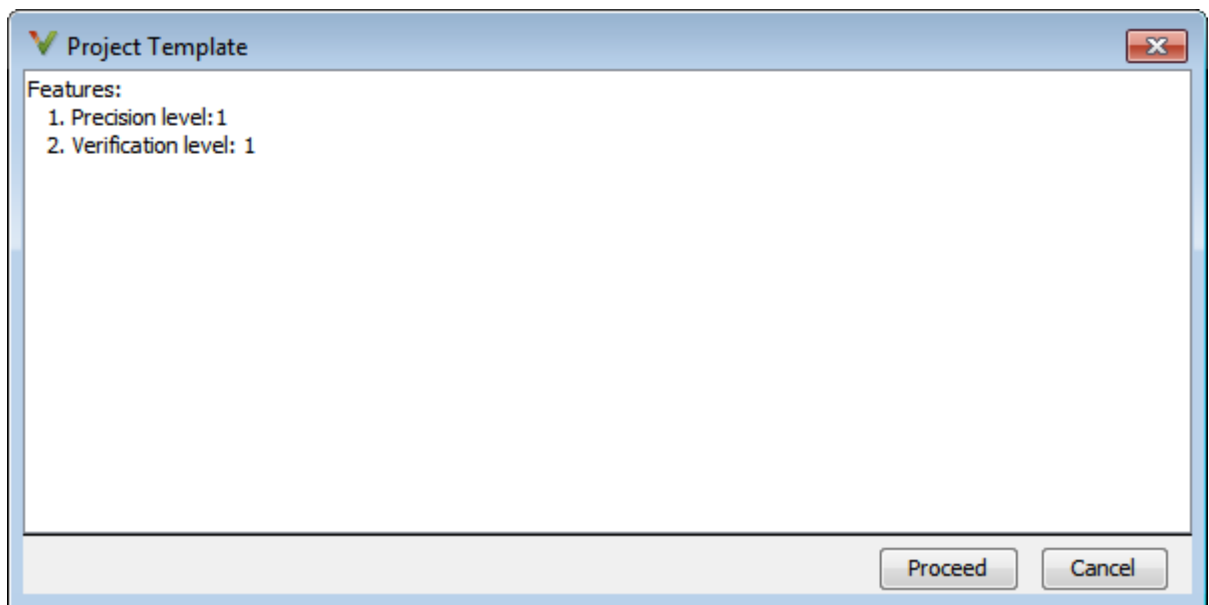 Project Template
Features:
1. Precision level:1
2. Verification level: 1
Proceed Cancel